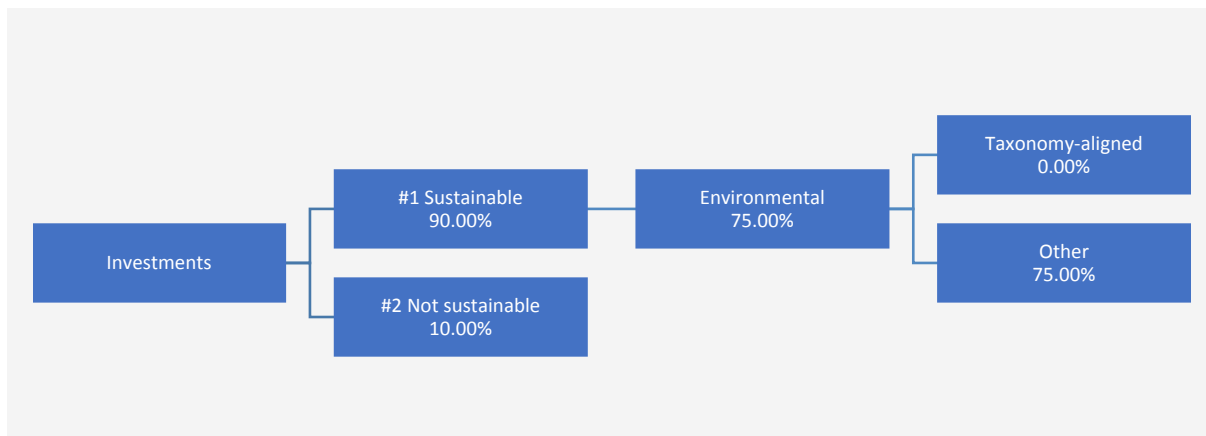 Investments
#1 Sustainable
90.00%
#2 Not sustainable
10.00%
Environmental
75.00%
Taxonomy-aligned
0.00%
Other
75.00%